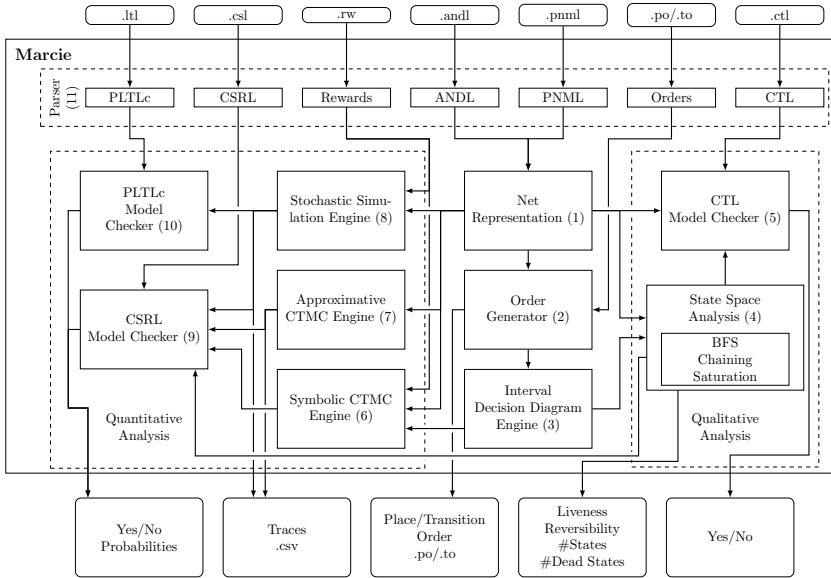 .ltl
.csl
.rw
.andl
.pnml
.po/.to
.ctl
Marcie
Parser
(11)
PLTLc
CSRL
Rewards
ANDL
PNML
Orders
CTL
PLTLc
Model
Checker (10)
Stochastic Simu-
lation Engine (8)
Net
Representation (1)
CTL
Model Checker (5)
CSRL
Model Checker (9)
Approximative
CTMC Engine (7)
Order
Generator (2)
State Space
Analysis (4)
BFS
Chaining
Saturation
Symbolic CTMC
Engine (6)
Interval
Decision Diagram
Engine (3)
Quantitative
Analysis
Qualitative
Analysis
Yes/No
Probabilities
Traces
.csv
Place/Transition
Order
.po/.to
Liveness
Reversibility
#States
#Dead States
Yes/No